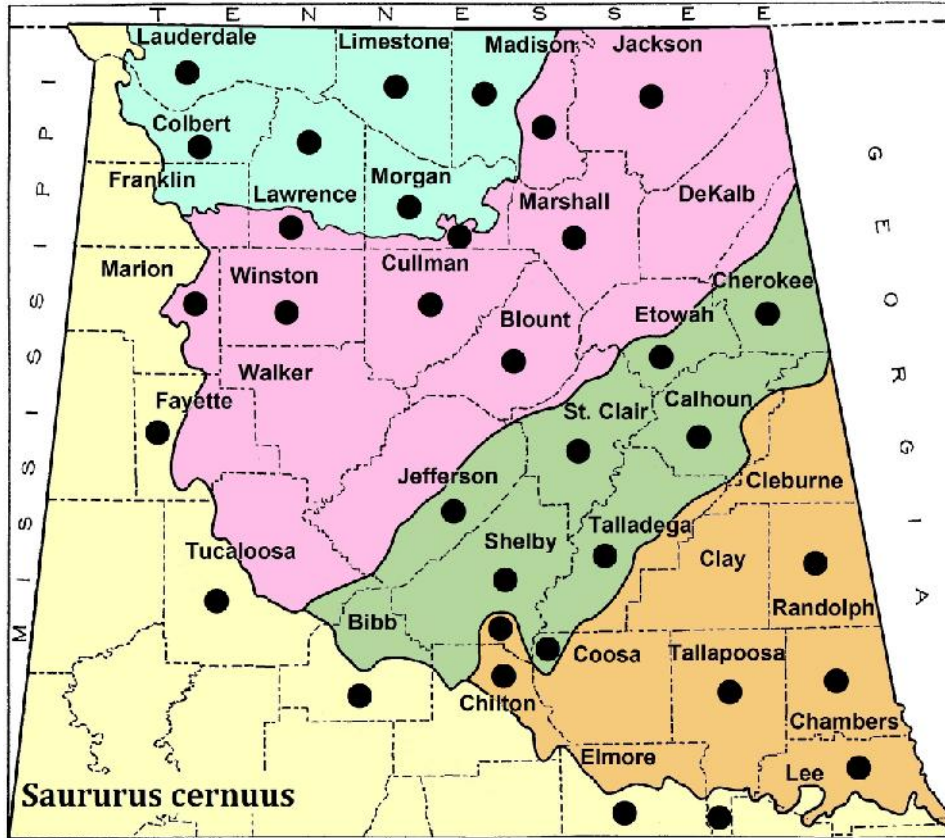 TENNESSEE
Lauderdale
Limestone
Madison
Jackson
Colbert
Franklin
Lawrence
Morgan
Marshall
DeKalb
Marion
Winston
Cullman
Cherokee
Blount
Etowah
Walker
Fayette
St. Clair
Calhoun
Jefferson
Cleburne
Tucaloosa
Shelby
Talladega
Clay
Bibb
Randolph
Coosa
Tallapoosa
Chilton
Chambers
Elmore
Lee
MISSISSIPPI
GEORGIA
Saururus cernuus